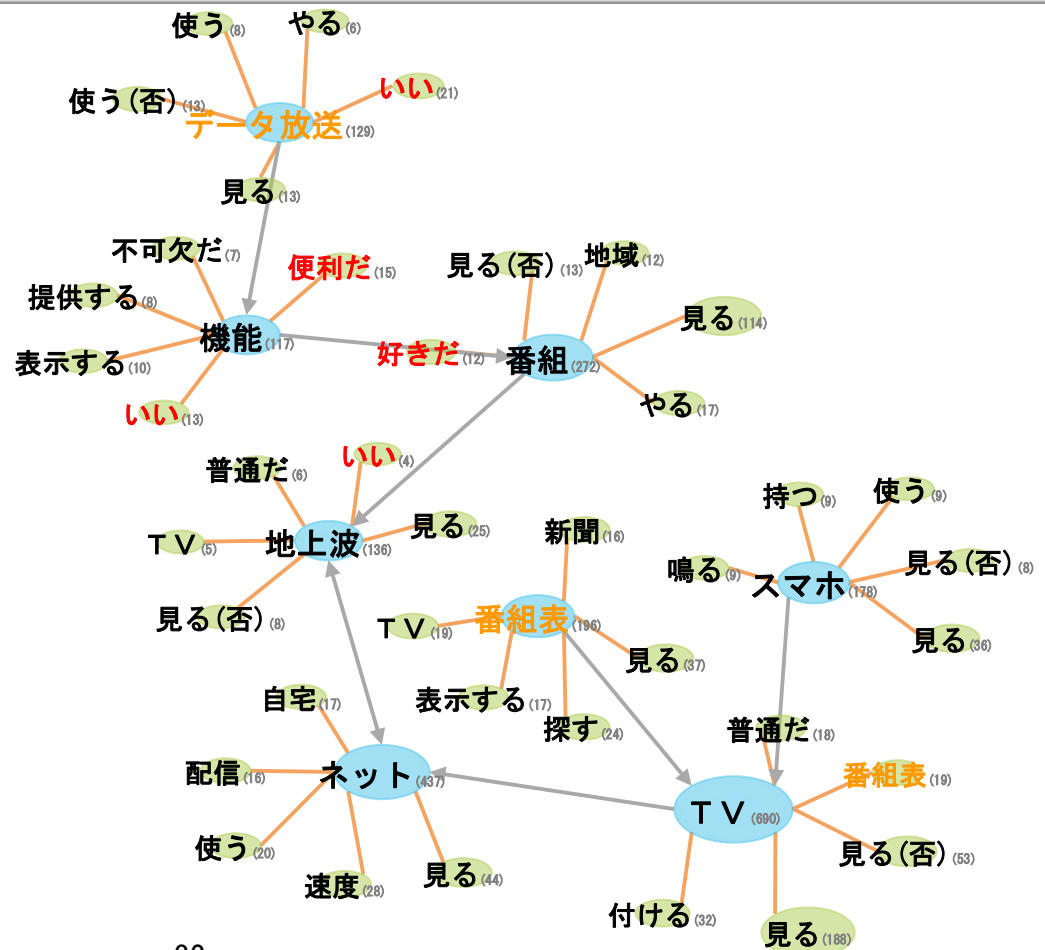 使う(8)
やる(6)
いい(21)
使う(否)(13)
データ放送(129)
見る(13)
不可欠だ(7)
便利だ(15)
見る(否)(13)
地域(12)
提供する(8)
見る(114)
機能(117)
好きだ(12)
番組(272)
表示する(10)
いい(13)
やる(17)
普通だ(6)
いい(4)
持つ(9)
使う(9)
ＴＶ(5)
地上波(136)
見る(25)
新聞(16)
鳴る(9)
スマホ(178)
見る(否)(8)
見る(否)(8)
ＴＶ(19)
番組表(196)
見る(37)
見る(36)
自宅(17)
表示する(17)
探す(24)
普通だ(18)
配信(16)
ネット(437)
番組表(19)
ＴＶ(690)
使う(20)
速度(28)
見る(44)
見る(否)(53)
付ける(32)
見る(188)